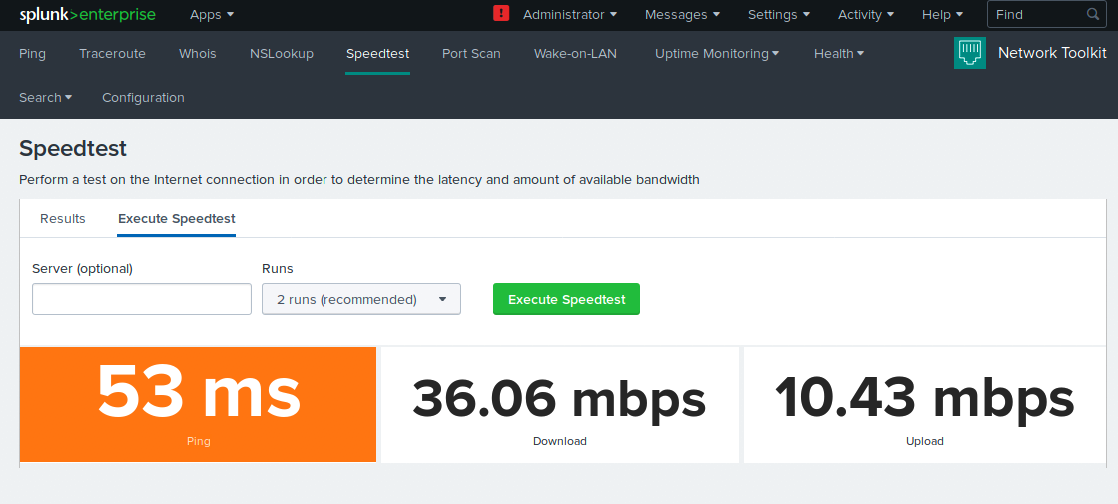 splunk>enterprise Apps ! Administrator Messages Settings Activity Help Find
Ping Traceroute Whois NSLookup Speedtest Port Scan Wake-on-LAN Uptime Monitoring Health Network Toolkit
Search Configuration
Speedtest
Perform a test on the Internet connection in order to determine the latency and amount of available bandwidth
Results Execute Speedtest
Server (optional) Runs
2 runs (recommended) Execute Speedtest
53 ms 36.06 mbps 10.43 mbps
Ping Download Upload